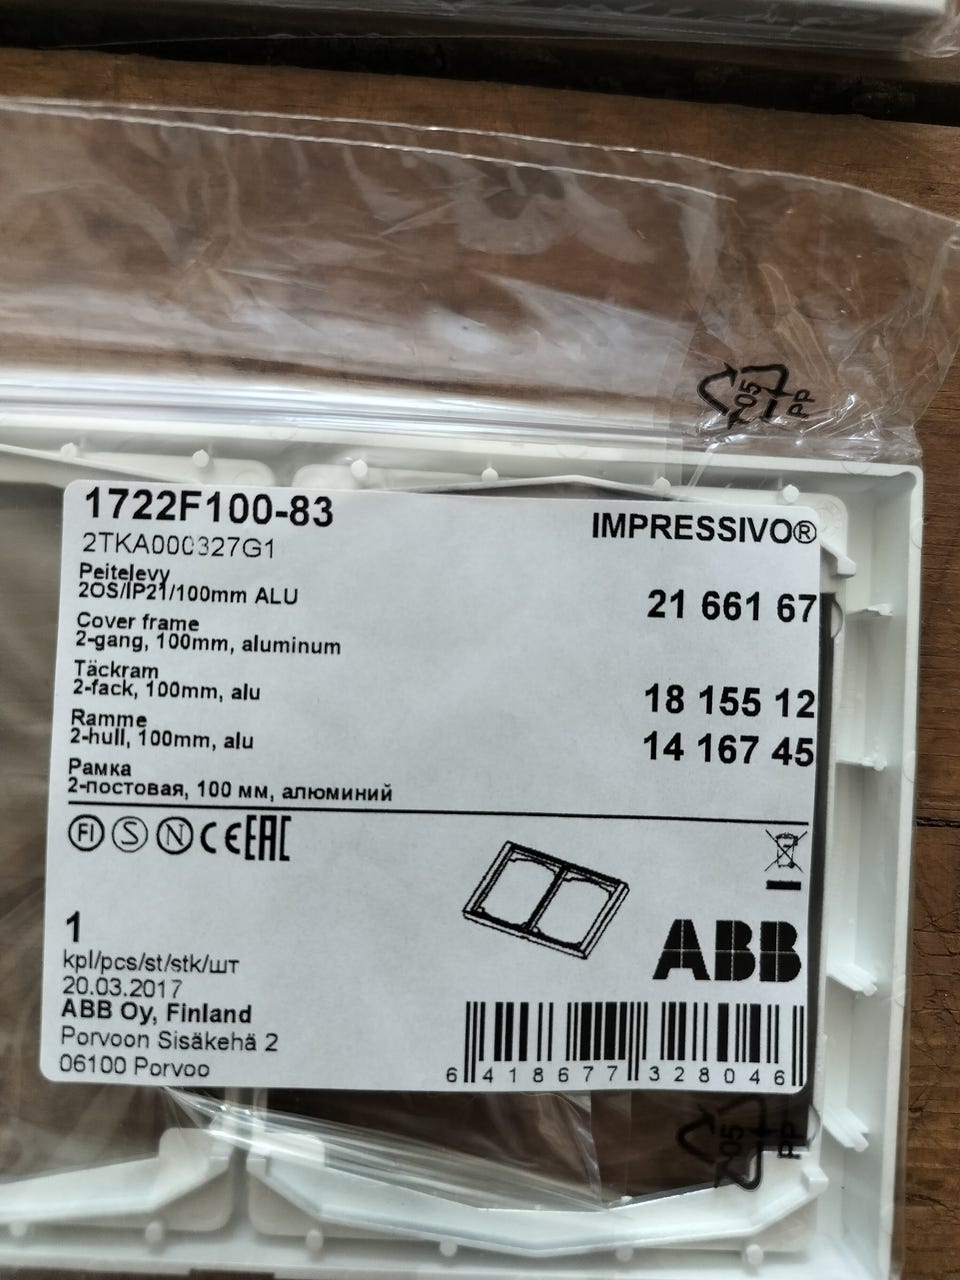 05
PP
1722F100-83
IMPRESSIVO®
2TKA000327G1
Peitelevy
2OS/IP21/100mm ALU
21 661 67
Cover frame
2-gang, 100mm, aluminum
Täckram
2-fack, 100mm, alu
18 155 12
Ramme
2-hull, 100mm, alu
14 167 45
Рамка
2-постовая, 100 мм, алюминий
FI S N CE EAC
1
kpl/pcs/st/stk/шт
20.03.2017
ABB Oy, Finland
Porvoon Sisäkehä 2
06100 Porvoo
ABB
6 418677 328046
05
PP